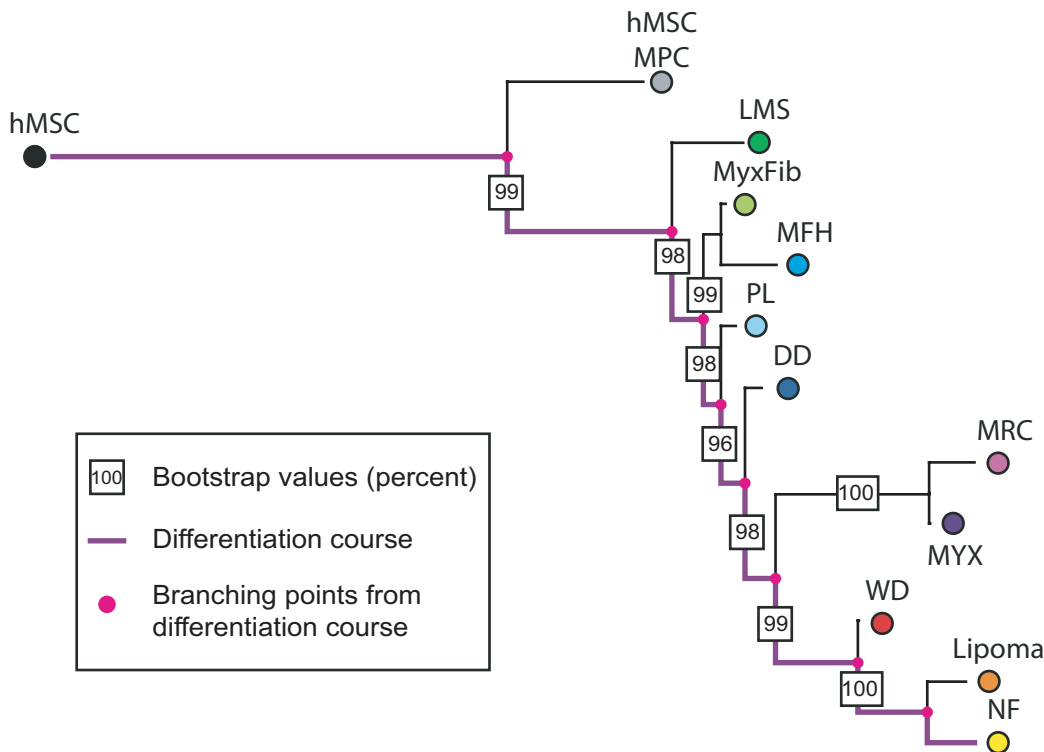 hMSC
MPC
hMSC
LMS
MyxFib
99
MFH
98
99
PL
98
DD
96
MRC
100
98
MYX
WD
99
Lipoma
100
NF
100 Bootstrap values (percent)
Differentiation course
Branching points from
differentiation course